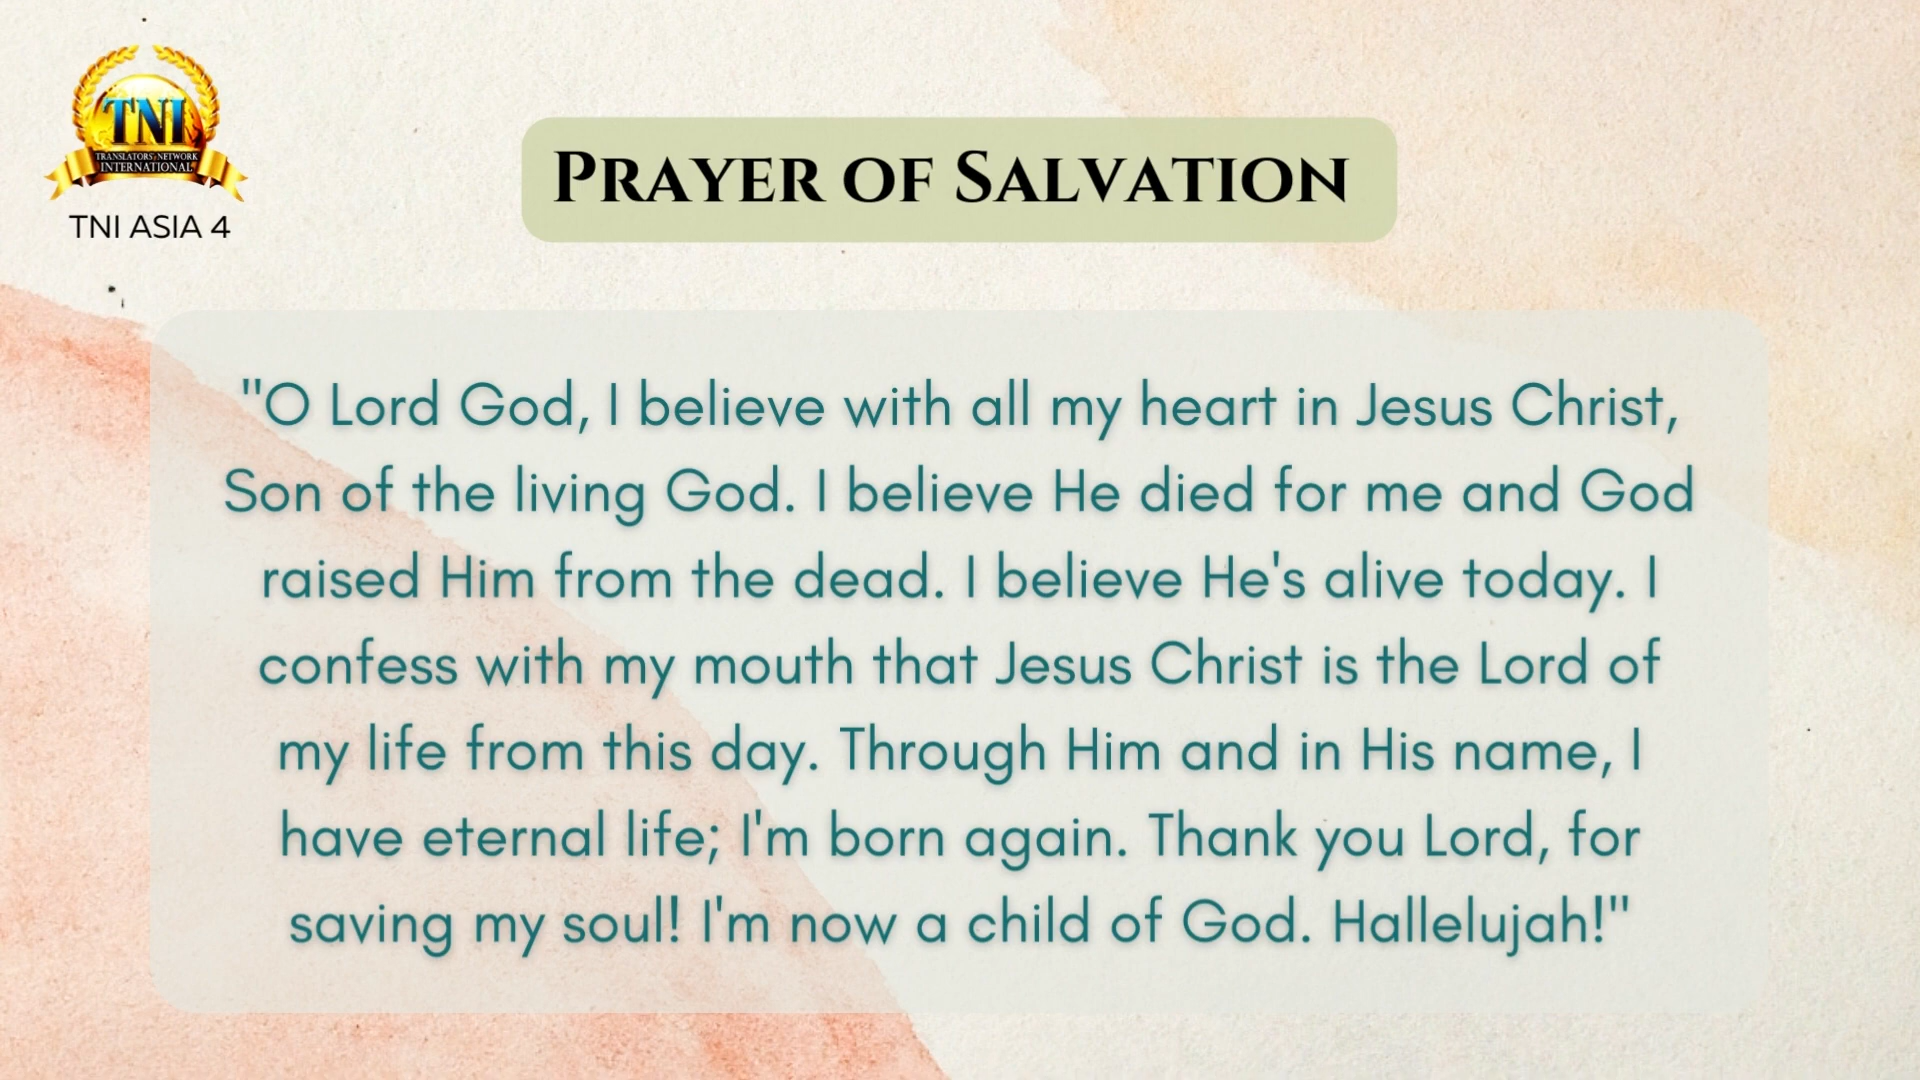 TNI
TRANSLATORS' NETWORK
INTERNATIONAL
TNI ASIA 4
PRAYER OF SALVATION
"O Lord God, I believe with all my heart in Jesus Christ,
Son of the living God. I believe He died for me and God
raised Him from the dead. I believe He's alive today. I
confess with my mouth that Jesus Christ is the Lord of
my life from this day. Through Him and in His name, I
have eternal life; I'm born again. Thank you Lord, for
saving my soul! I'm now a child of God. Hallelujah!"